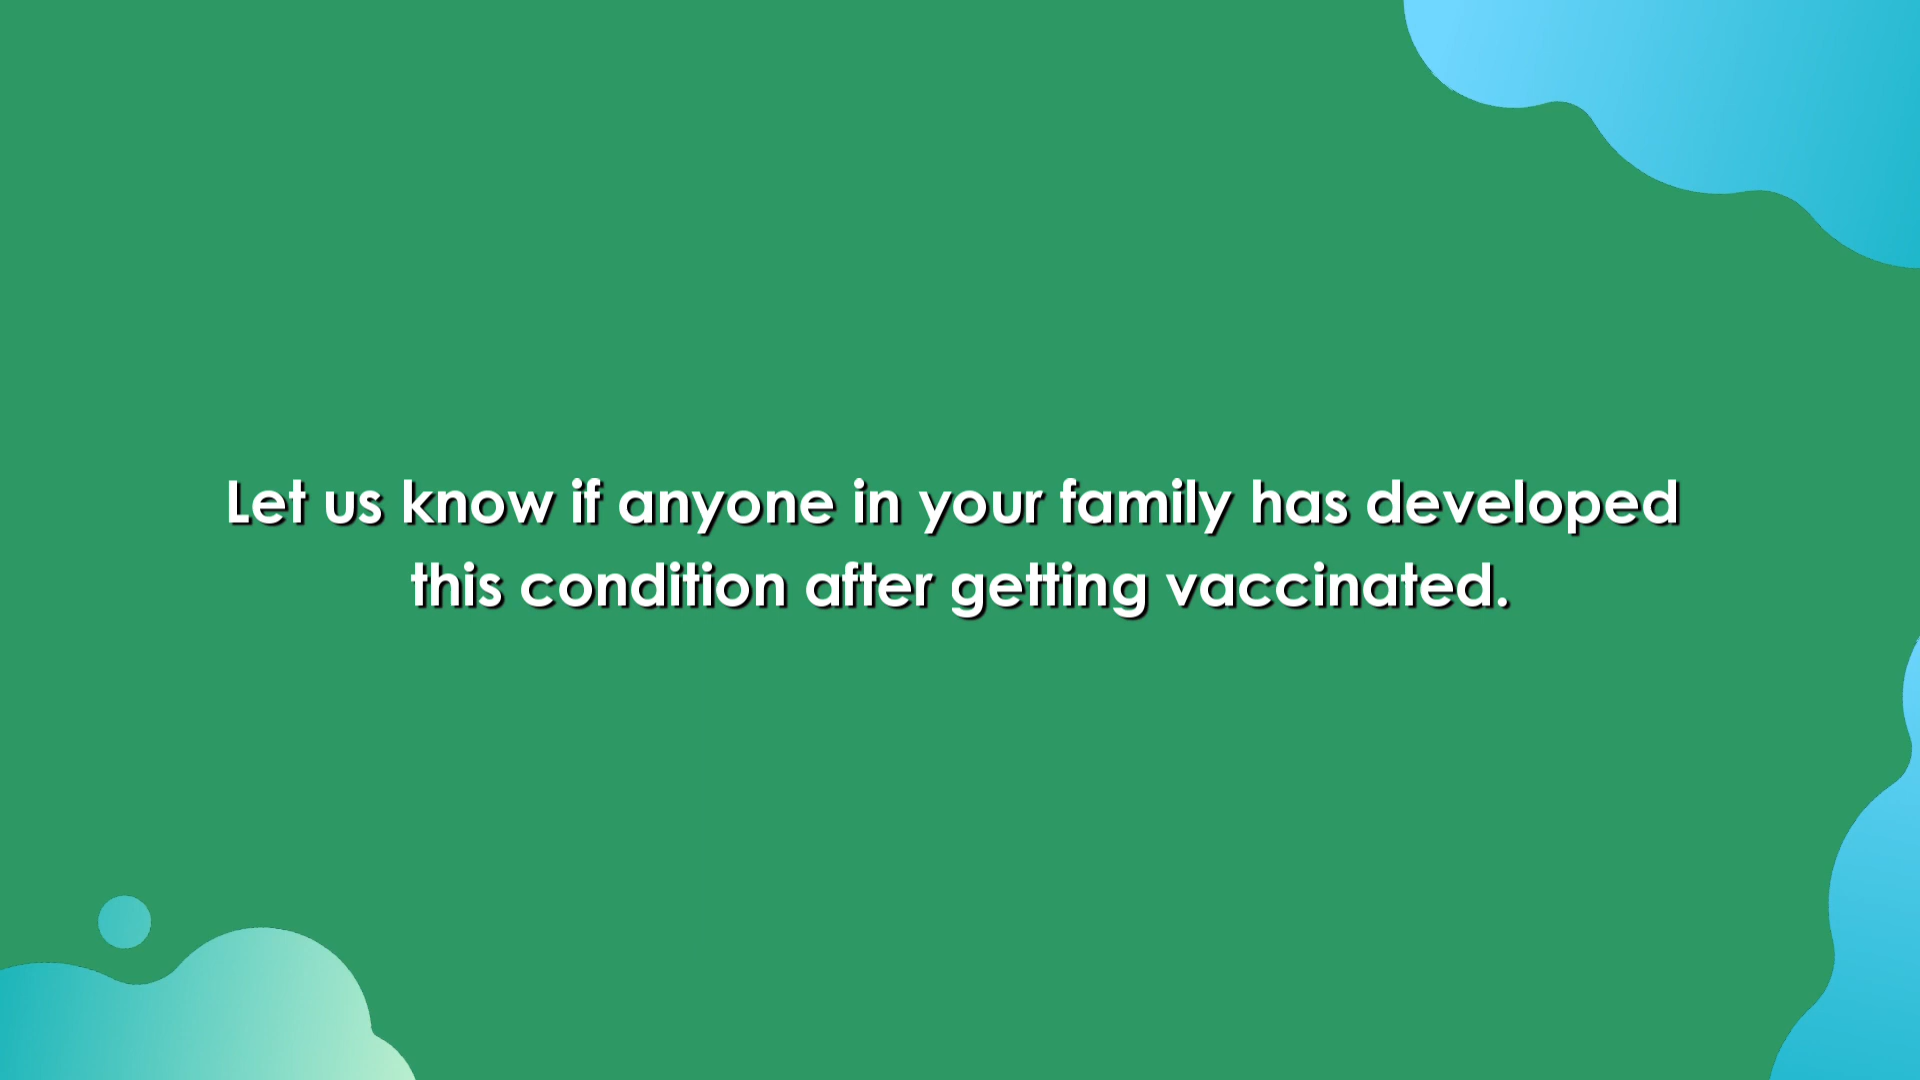 Let us know if anyone in your family has developed
this condition after getting vaccinated.